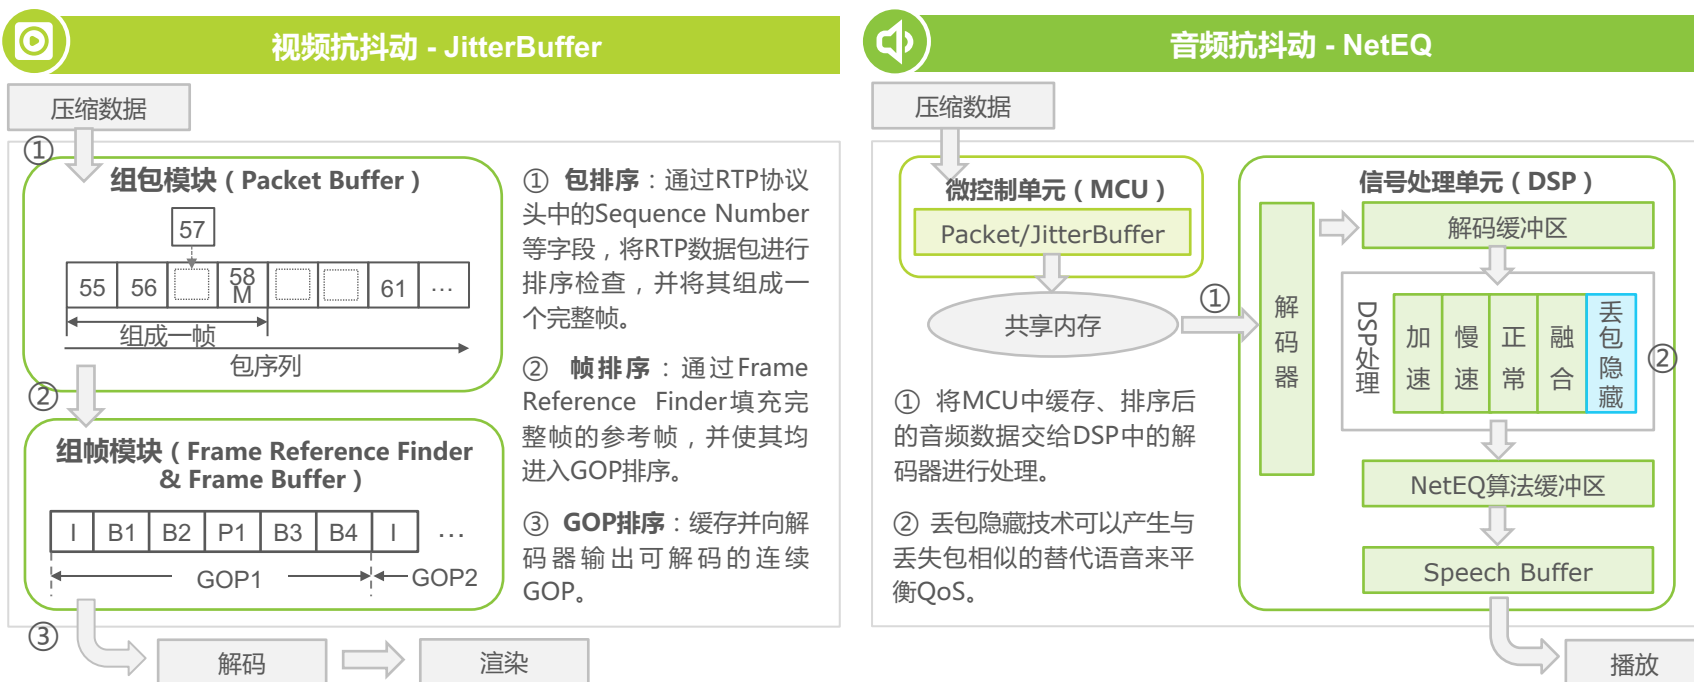 视频抗抖动 - JitterBuffer
压缩数据
①
组包模块（Packet Buffer）
57
55 56 58 M 61 …
组成一帧
包序列
②
组帧模块（Frame Reference Finder
& Frame Buffer）
I B1 B2 P1 B3 B4 I …
GOP1 GOP2
③
解码
渲染
① 包排序：通过RTP协议
头中的Sequence Number
等字段，将RTP数据包进行
排序检查，并将其组成一
个完整帧。
② 帧排序：通过Frame
Reference Finder填充完
整帧的参考帧，并使其均
进入GOP排序。
③ GOP排序：缓存并向解
码器输出可解码的连续
GOP。
音频抗抖动 - NetEQ
压缩数据
微控制单元（MCU）
Packet/JitterBuffer
共享内存
①
① 将MCU中缓存、排序后
的音频数据交给DSP中的解
码器进行处理。
② 丢包隐藏技术可以产生与
丢失包相似的替代语音来平
衡QoS。
信号处理单元（DSP）
解码器
解码缓冲区
DSP处理
加速
慢速
正常
融合
丢包隐藏
②
NetEQ算法缓冲区
Speech Buffer
播放